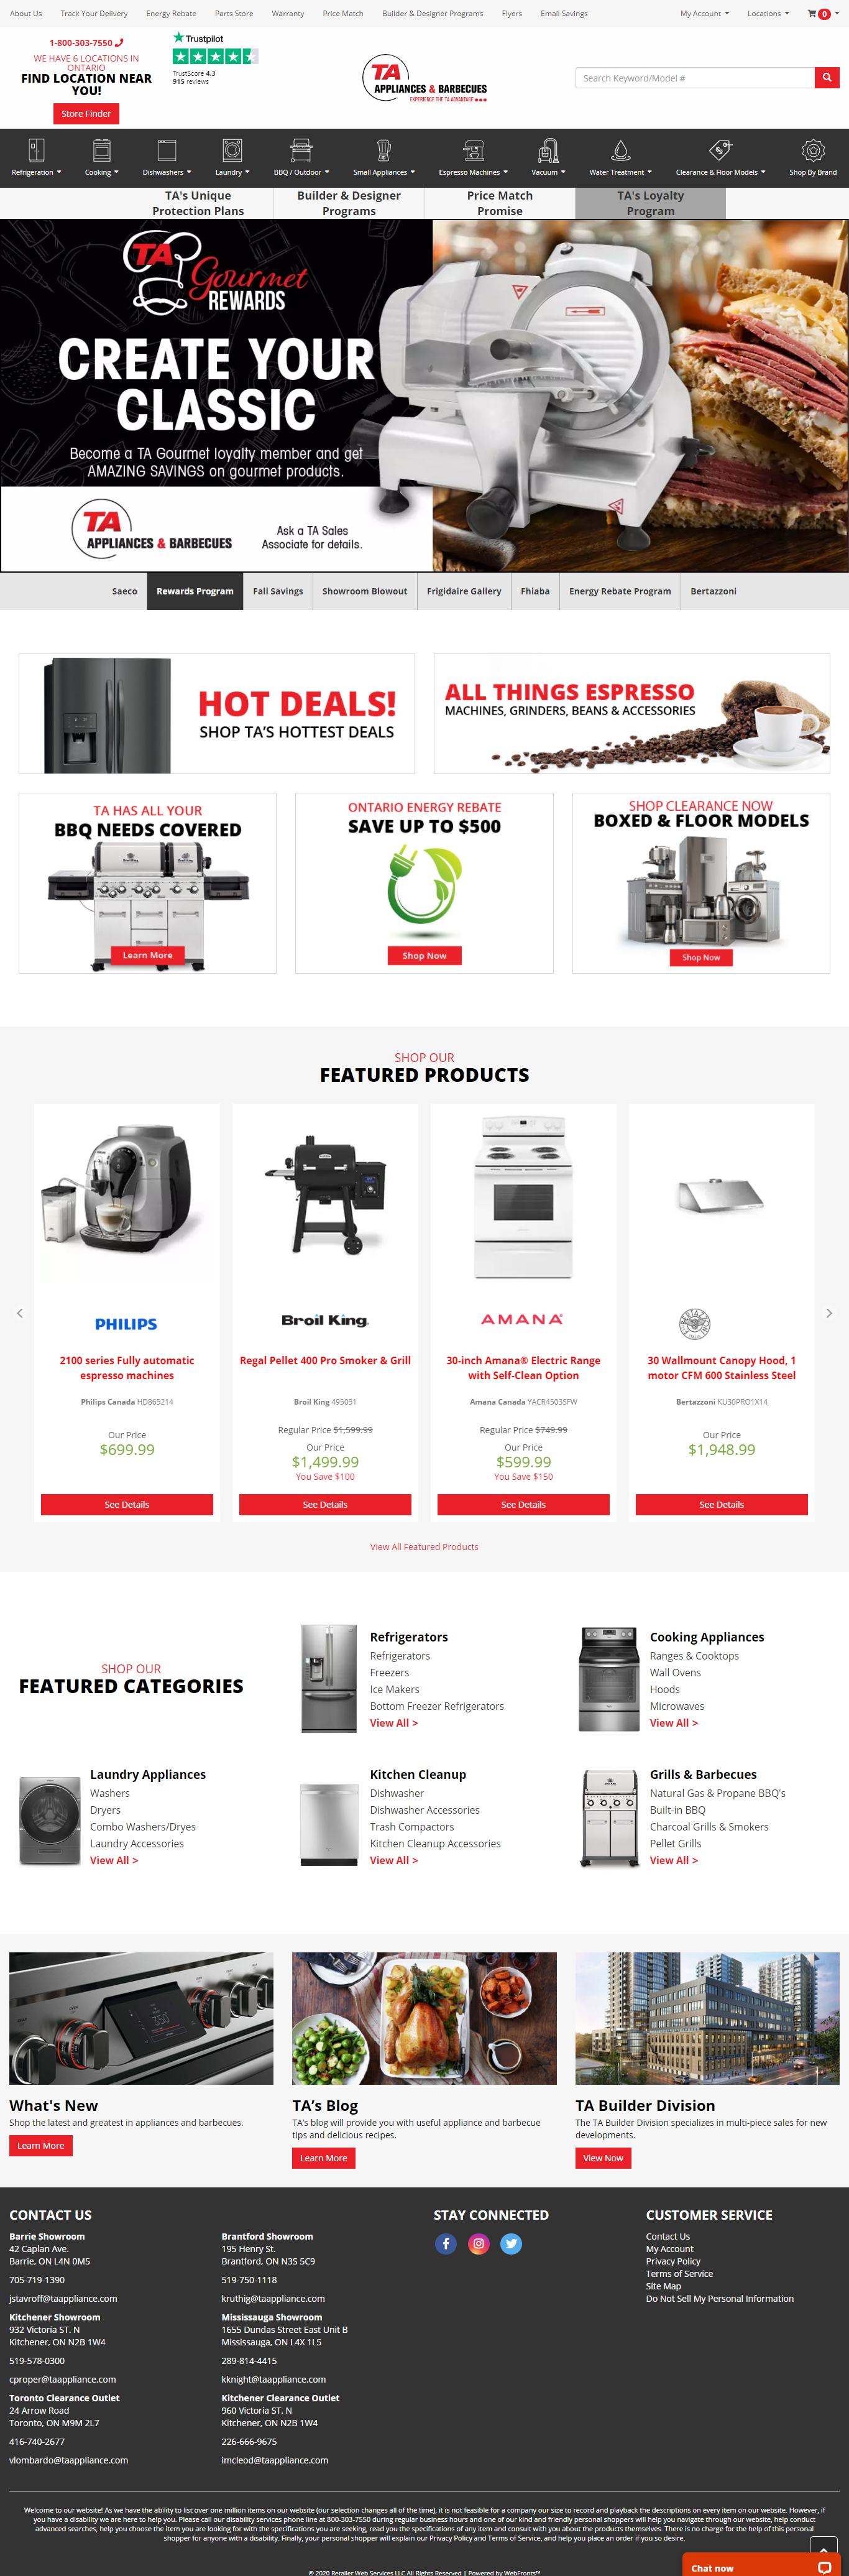 About Us Track Your Delivery Energy Rebate Parts Store Warranty Price Match Builder & Designer Programs Flyers Email Savings My Account Locations 0
1-800-303-7550
WE HAVE 6 LOCATIONS IN
ONTARIO
FIND LOCATION NEAR
YOU!
Store Finder
Trustpilot
TrustScore 4.3
915 reviews
TA
APPLIANCES & BARBECUES
EXPERIENCE THE TA ADVANTAGE
Search Keyword/Model #
Refrigeration Cooking Dishwashers Laundry BBQ / Outdoor Small Appliances Espresso Machines Vacuum Water Treatment Clearance & Floor Models Shop By Brand
TA's Unique
Protection Plans
Builder & Designer
Programs
Price Match
Promise
TA's Loyalty
Program
TA Gourmet
REWARDS
CREATE YOUR
CLASSIC
Become a TA Gourmet loyalty member and get
AMAZING SAVINGS on gourmet products.
TA
APPLIANCES & BARBECUES
Ask a TA Sales
Associate for details.
Saeco Rewards Program Fall Savings Showroom Blowout Frigidaire Gallery Fhiaba Energy Rebate Program Bertazzoni
HOT DEALS!
SHOP TA'S HOTTEST DEALS
ALL THINGS ESPRESSO
MACHINES, GRINDERS, BEANS & ACCESSORIES
TA HAS ALL YOUR
BBQ NEEDS COVERED
Learn More
ONTARIO ENERGY REBATE
SAVE UP TO $500
Shop Now
SHOP CLEARANCE NOW
BOXED & FLOOR MODELS
Shop Now
SHOP OUR
FEATURED PRODUCTS
PHILIPS
2100 series Fully automatic
espresso machines
Philips Canada HD865214
Our Price
$699.99
See Details
Broil King
Regal Pellet 400 Pro Smoker & Grill
Broil King 495051
Regular Price $1,599.99
Our Price
$1,499.99
You Save $100
See Details
AMANA
30-inch Amana® Electric Range
with Self-Clean Option
Amana Canada YACR4503SFW
Regular Price $749.99
Our Price
$599.99
You Save $150
See Details
BERTAZZONI
30 Wallmount Canopy Hood, 1
motor CFM 600 Stainless Steel
Bertazzoni KU30PRO1X14
Our Price
$1,948.99
See Details
View All Featured Products
SHOP OUR
FEATURED CATEGORIES
Refrigerators
Refrigerators
Freezers
Ice Makers
Bottom Freezer Refrigerators
View All >
Cooking Appliances
Ranges & Cooktops
Wall Ovens
Hoods
Microwaves
View All >
Laundry Appliances
Washers
Dryers
Combo Washers/Dryes
Laundry Accessories
View All >
Kitchen Cleanup
Dishwasher
Dishwasher Accessories
Trash Compactors
Kitchen Cleanup Accessories
View All >
Grills & Barbecues
Natural Gas & Propane BBQ's
Built-in BBQ
Charcoal Grills & Smokers
Pellet Grills
View All >
What's New
Shop the latest and greatest in appliances and barbecues.
Learn More
TA's Blog
TA's blog will provide you with useful appliance and barbecue
tips and delicious recipes.
Learn More
TA Builder Division
The TA Builder Division specializes in multi-piece sales for new
developments.
View Now
CONTACT US
Barrie Showroom
42 Caplan Ave.
Barrie, ON L4N 0M5
705-719-1390
jstavroff@taappliance.com
Kitchener Showroom
932 Victoria ST. N
Kitchener, ON N2B 1W4
519-578-0300
cproper@taappliance.com
Toronto Clearance Outlet
24 Arrow Road
Toronto, ON M9M 2L7
416-740-2677
vlombardo@taappliance.com
Brantford Showroom
195 Henry St.
Brantford, ON N3S 5C9
519-750-1118
kruthig@taappliance.com
Mississauga Showroom
1655 Dundas Street East Unit B
Mississauga, ON L4X 1L5
289-814-4415
kknight@taappliance.com
Kitchener Clearance Outlet
960 Victoria ST. N
Kitchener, ON N2B 1W4
226-666-9675
imcleod@taappliance.com
STAY CONNECTED
CUSTOMER SERVICE
Contact Us
My Account
Privacy Policy
Terms of Service
Site Map
Do Not Sell My Personal Information
Welcome to our website! As we have the ability to list over one million items on our website (our selection changes all of the time), it is not feasible for a company our size to record and playback the descriptions on every item on our website. However, if
you have a disability we are here to help you. Please call our disability services phone line at 800-303-7550 during regular business hours and one of our kind and friendly personal shoppers will help you navigate through our website, help conduct
advanced searches, help you choose the item you are looking for with the specifications you are seeking, read you the specifications of any item and consult with you about the products themselves. There is no charge for the help of this personal
shopper for anyone with a disability. Finally, your personal shopper will explain our Privacy Policy and Terms of Service, and help you place an order if you so desire.
© 2020 Retailer Web Services LLC All Rights Reserved | Powered by WebFronts™
Chat now